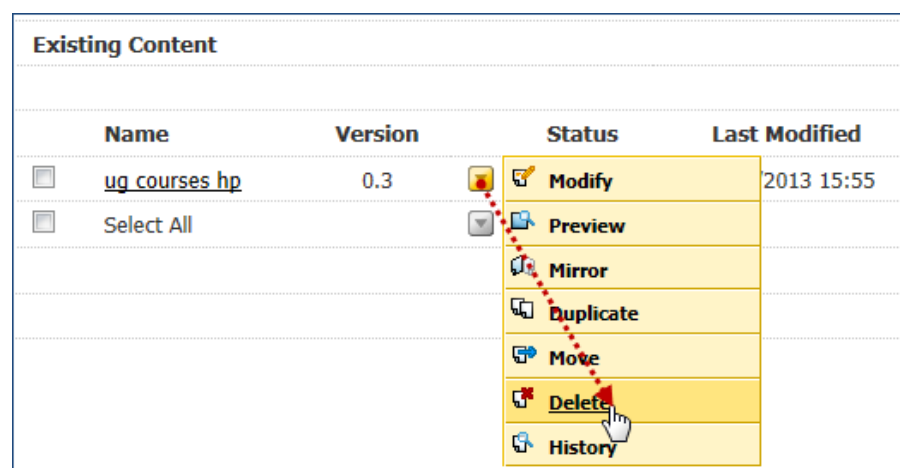 Existing Content
Name Version Status Last Modified
ug courses hp 0.3 Modify /2013 15:55
Select All Preview
Mirror
Duplicate
Move
Delete
History